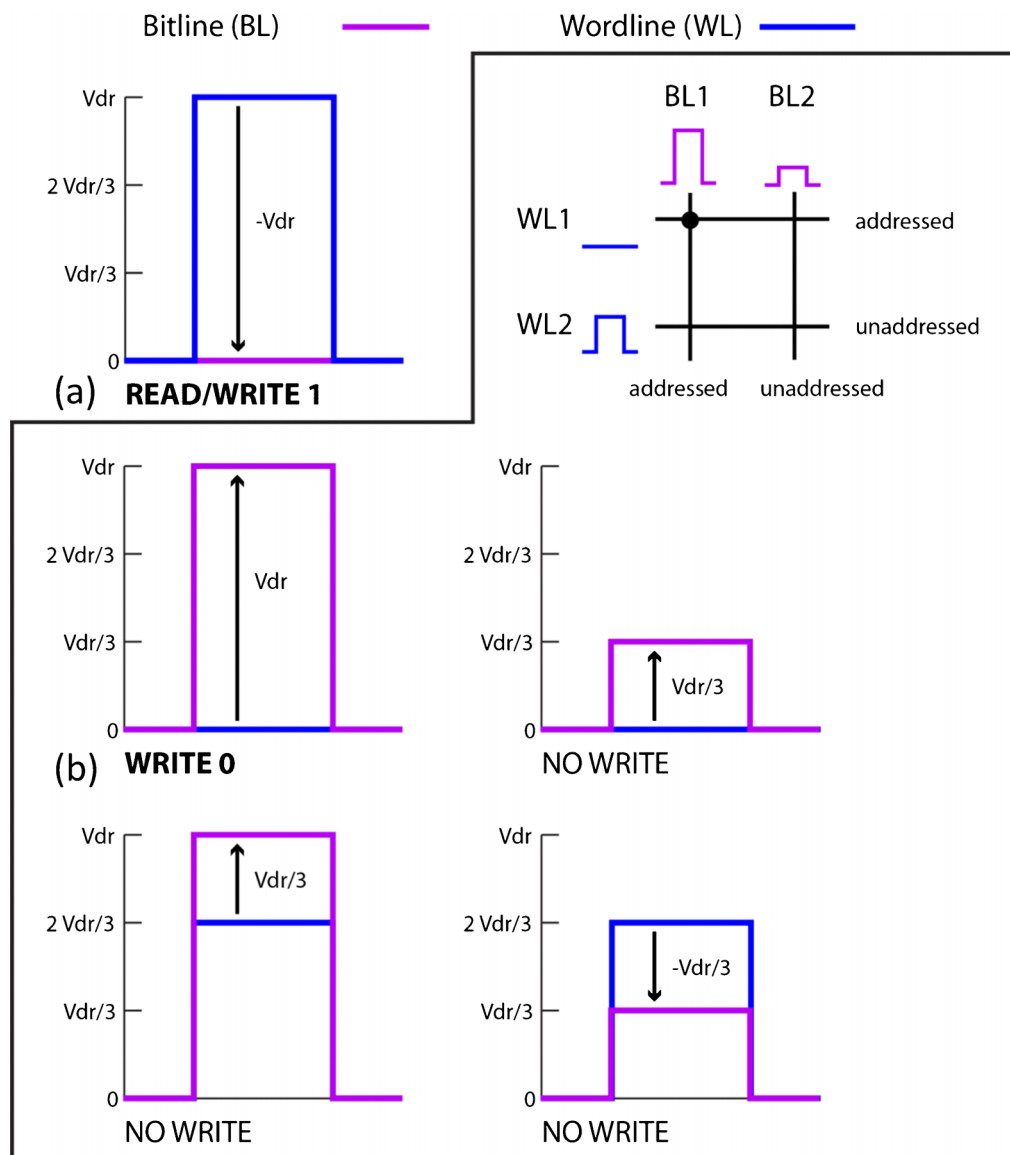 Bitline (BL)
Wordline (WL)
Vdr
2 Vdr/3
Vdr/3
0
-Vdr
(a) READ/WRITE 1
BL1 BL2
WL1
addressed
WL2
unaddressed
addressed unaddressed
Vdr
2 Vdr/3
Vdr/3
0
Vdr
(b) WRITE 0
Vdr
2 Vdr/3
Vdr/3
0
Vdr/3
NO WRITE
Vdr
2 Vdr/3
Vdr/3
0
Vdr/3
NO WRITE
Vdr
2 Vdr/3
Vdr/3
0
-Vdr/3
NO WRITE